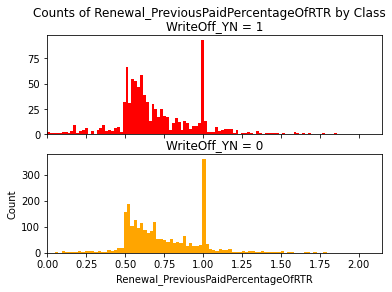 Counts of Renewal_PreviousPaidPercentageOfRTR by Class
WriteOff_YN = 1
75
50
25
0
WriteOff_YN = 0
300
200
100
0
Count
0.00 0.25 0.50 0.75 1.00 1.25 1.50 1.75 2.00
Renewal_PreviousPaidPercentageOfRTR